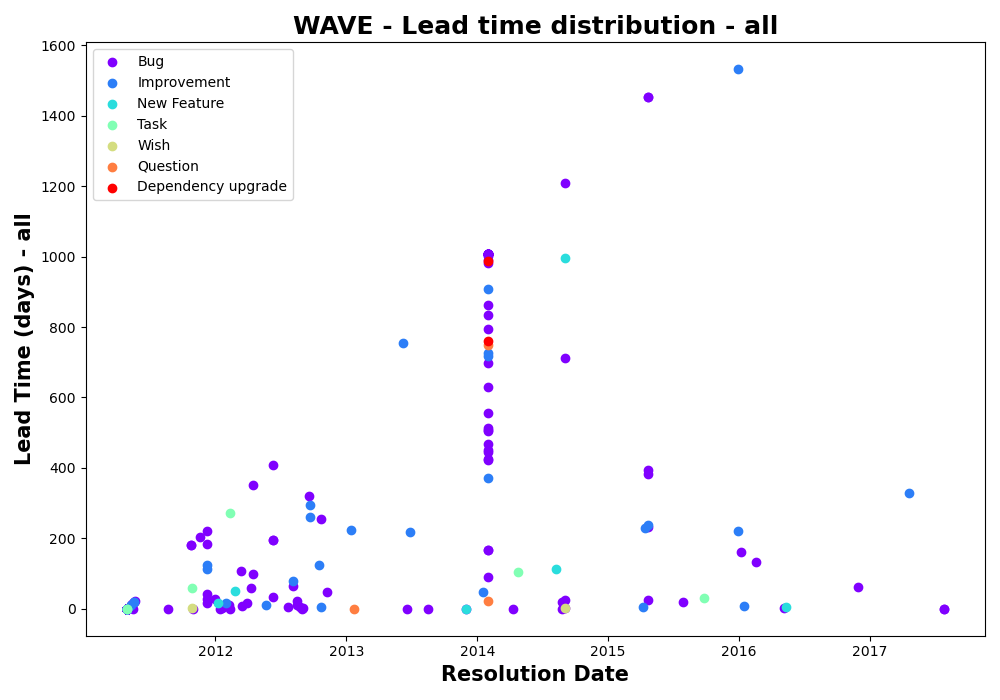 WAVE - Lead time distribution - all
Bug
Improvement
New Feature
Task
Wish
Question
Dependency upgrade
Lead Time (days) - all
1600
1400
1200
1000
800
600
400
200
0
2012 2013 2014 2015 2016 2017
Resolution Date